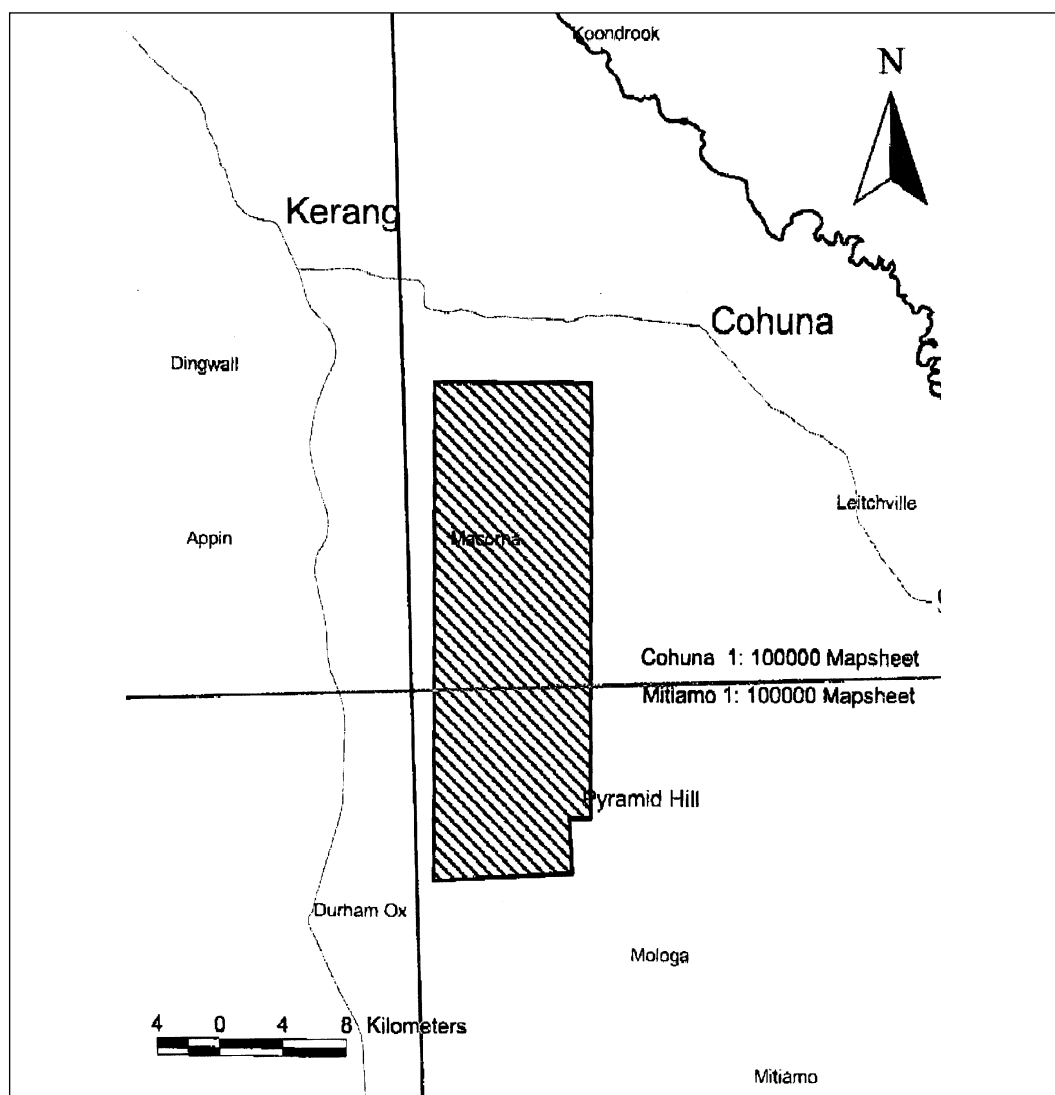 Koondrook
N
Kerang
Cohuna
Dingwall
Leitchville
Appin
Macorna
Cohuna 1: 100000 Mapsheet
Mitiamo 1: 100000 Mapsheet
Pyramid Hill
Durham Ox
Mologa
4 0 4 8 Kilometers
Mitiamo